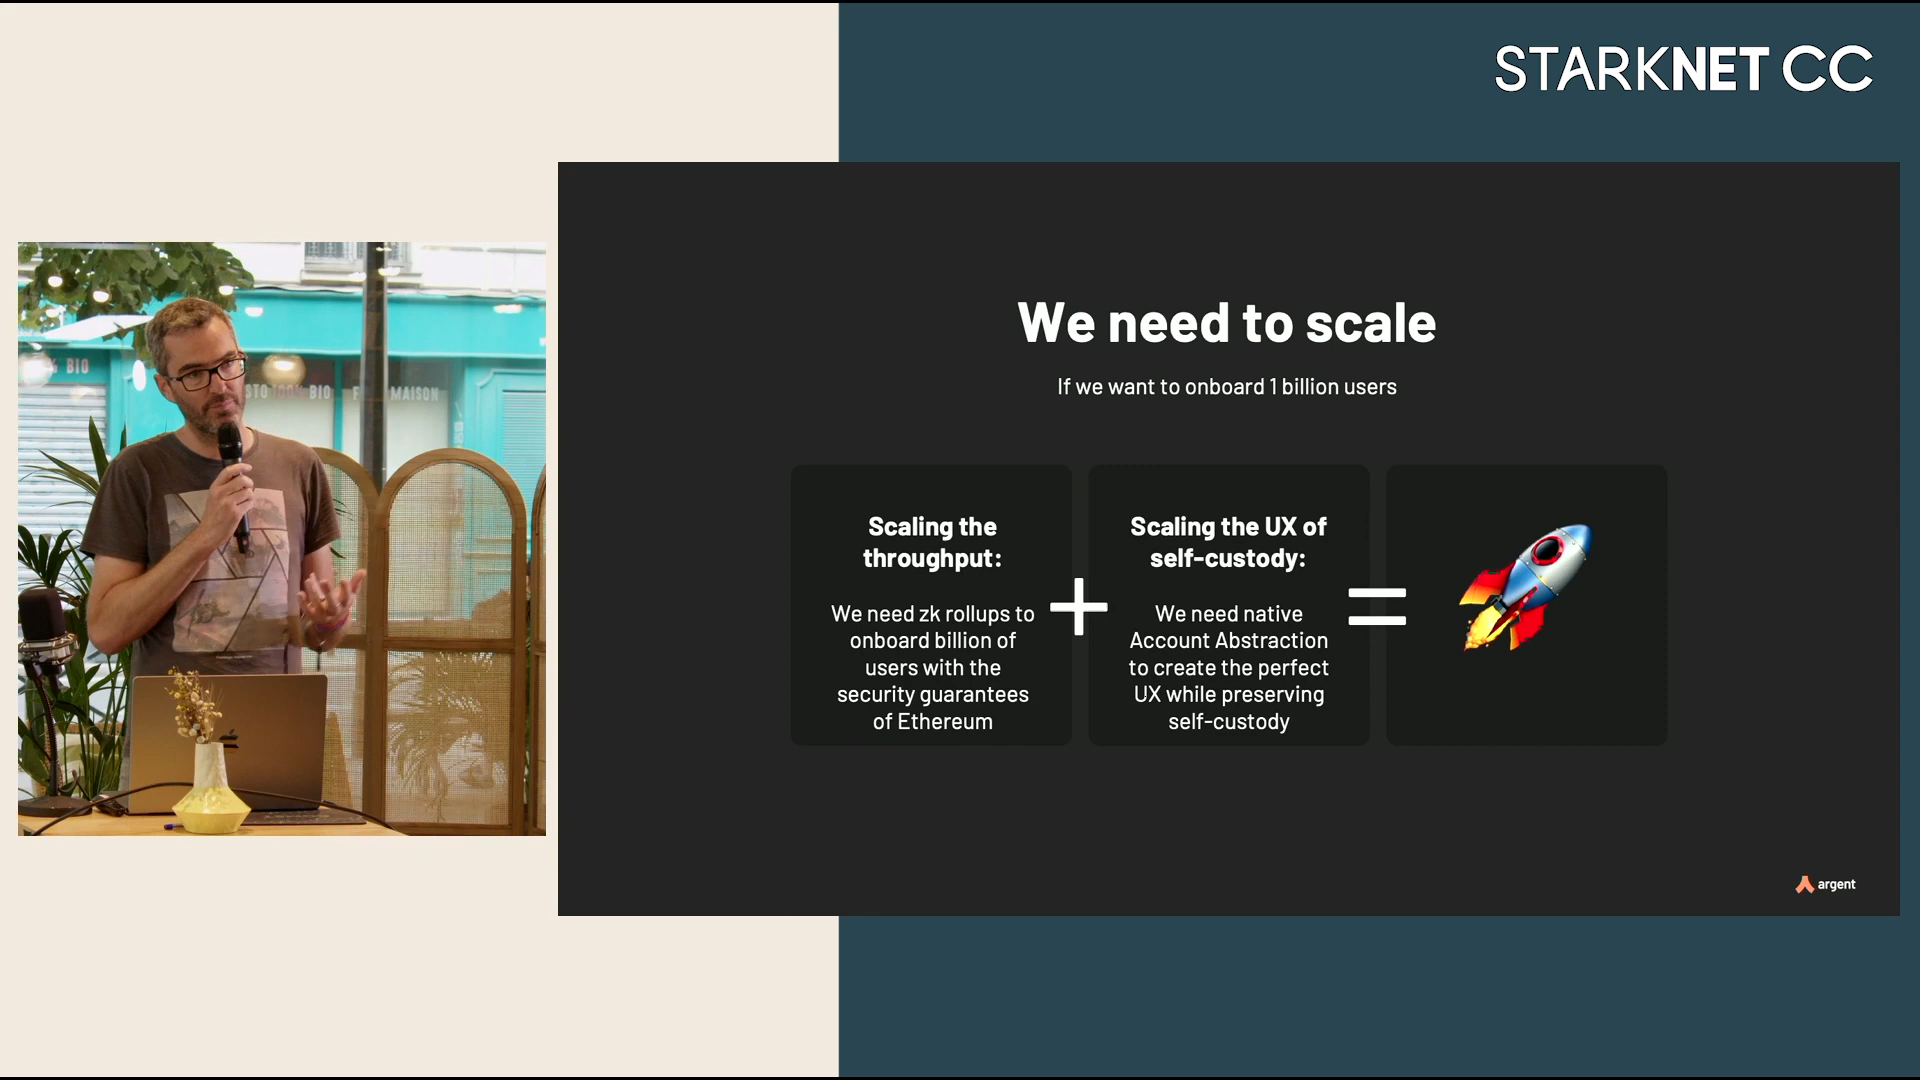 STARKNET CC
We need to scale
If we want to onboard 1 billion users
Scaling the
throughput:
We need zk rollups to
onboard billion of
users with the
security guarantees
of Ethereum
+
Scaling the UX of
self-custody:
We need native
Account Abstraction
to create the perfect
UX while preserving
self-custody
=
argent
BIO
100% BIO
MAISON